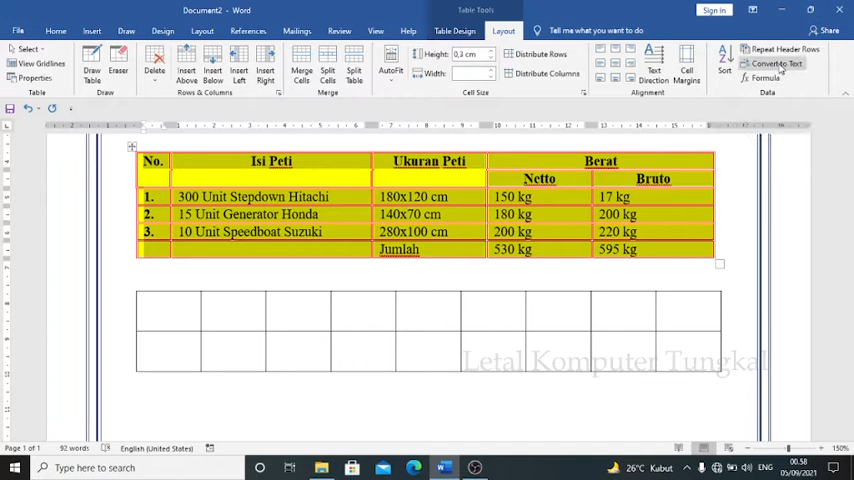 Document2 - Word
Table Tools
Sign in
File
Home
Insert
Draw
Design
Layout
References
Mailings
Review
View
Help
Table Design
Layout
Tell me what you want to do
Share
Select
View Gridlines
Properties
Table
Draw Table
Eraser
Delete
Insert Above
Insert Below
Insert Left
Insert Right
Rows & Columns
Merge Cells
Split Cells
Split Table
Merge
AutoFit
Height: 0,3 cm
Width:
Distribute Rows
Distribute Columns
Cell Size
Text Direction
Cell Margins
Alignment
Sort
Repeat Header Rows
Convert to Text
Formula
Data
No. Isi Peti Ukuran Peti Berat
Netto Bruto
1. 300 Unit Stepdown Hitachi 180x120 cm 150 kg 17 kg
2. 15 Unit Generator Honda 140x70 cm 180 kg 200 kg
3. 10 Unit Speedboat Suzuki 280x100 cm 200 kg 220 kg
Jumlah 530 kg 595 kg
Letal Komputer Tungkal
Page 1 of 1
92 words
English (United States)
150%
Type here to search
Kabut
ENG
00.58
05/09/2021